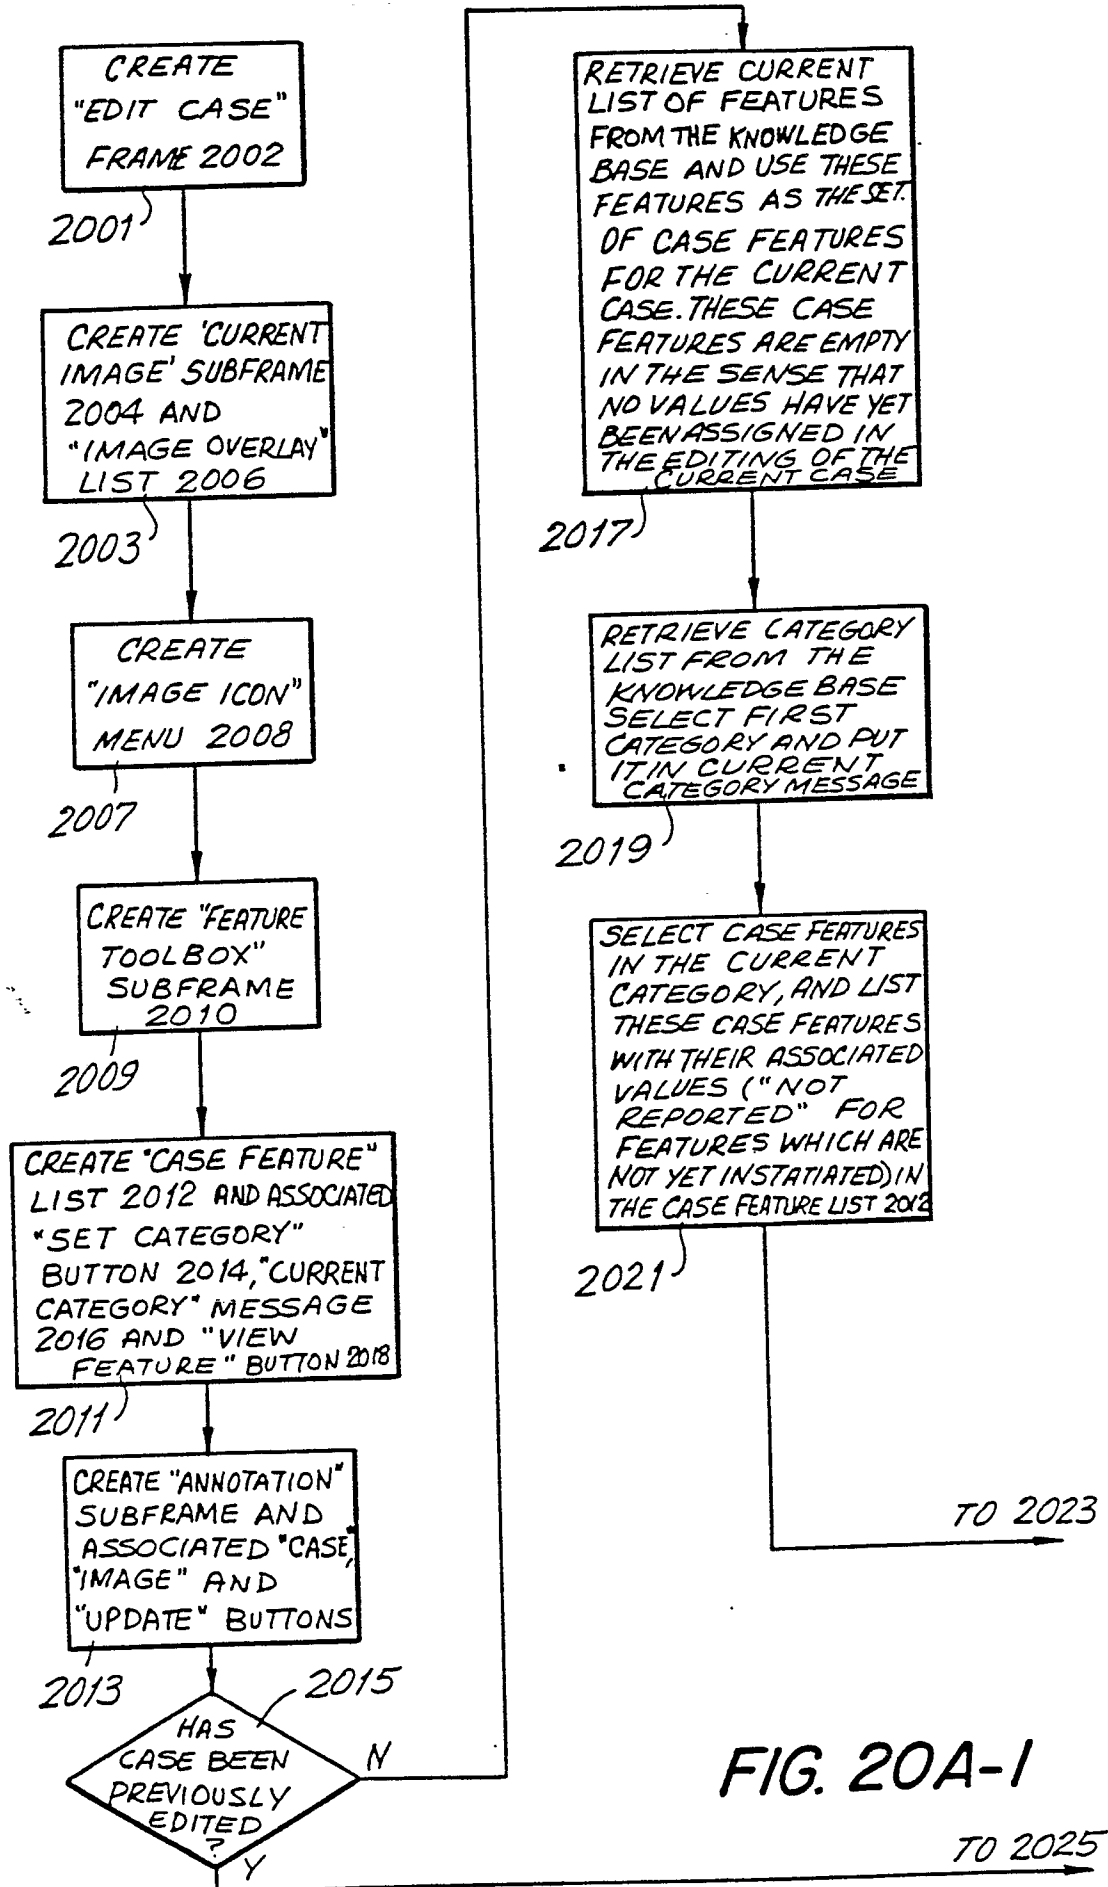 CREATE
"EDIT CASE"
FRAME 2002
2001
CREATE 'CURRENT
IMAGE' SUBFRAME
2004 AND
"IMAGE OVERLAY"
LIST 2006
2003
CREATE
"IMAGE ICON"
MENU 2008
2007
CREATE "FEATURE
TOOLBOX"
SUBFRAME
2010
2009
CREATE "CASE FEATURE"
LIST 2012 AND ASSOCIATED
"SET CATEGORY"
BUTTON 2014, "CURRENT
CATEGORY" MESSAGE
2016 AND "VIEW
FEATURE" BUTTON 2018
2011
CREATE "ANNOTATION"
SUBFRAME AND
ASSOCIATED "CASE,"
"IMAGE" AND
"UPDATE" BUTTONS
2013
2015
HAS
CASE BEEN
PREVIOUSLY
EDITED
?
N
Y
RETRIEVE CURRENT
LIST OF FEATURES
FROM THE KNOWLEDGE
BASE AND USE THESE
FEATURES AS THE SET.
OF CASE FEATURES
FOR THE CURRENT
CASE. THESE CASE
FEATURES ARE EMPTY
IN THE SENSE THAT
NO VALUES HAVE YET
BEEN ASSIGNED IN
THE EDITING OF THE
CURRENT CASE
2017
RETRIEVE CATEGORY
LIST FROM THE
KNOWLEDGE BASE
SELECT FIRST
CATEGORY AND PUT
IT IN CURRENT
CATEGORY MESSAGE
2019
SELECT CASE FEATURES
IN THE CURRENT
CATEGORY, AND LIST
THESE CASE FEATURES
WITH THEIR ASSOCIATED
VALUES ("NOT
REPORTED" FOR
FEATURES WHICH ARE
NOT YET INSTATIATED) IN
THE CASE FEATURE LIST 2012
2021
TO 2023
FIG. 20A-1
TO 2025